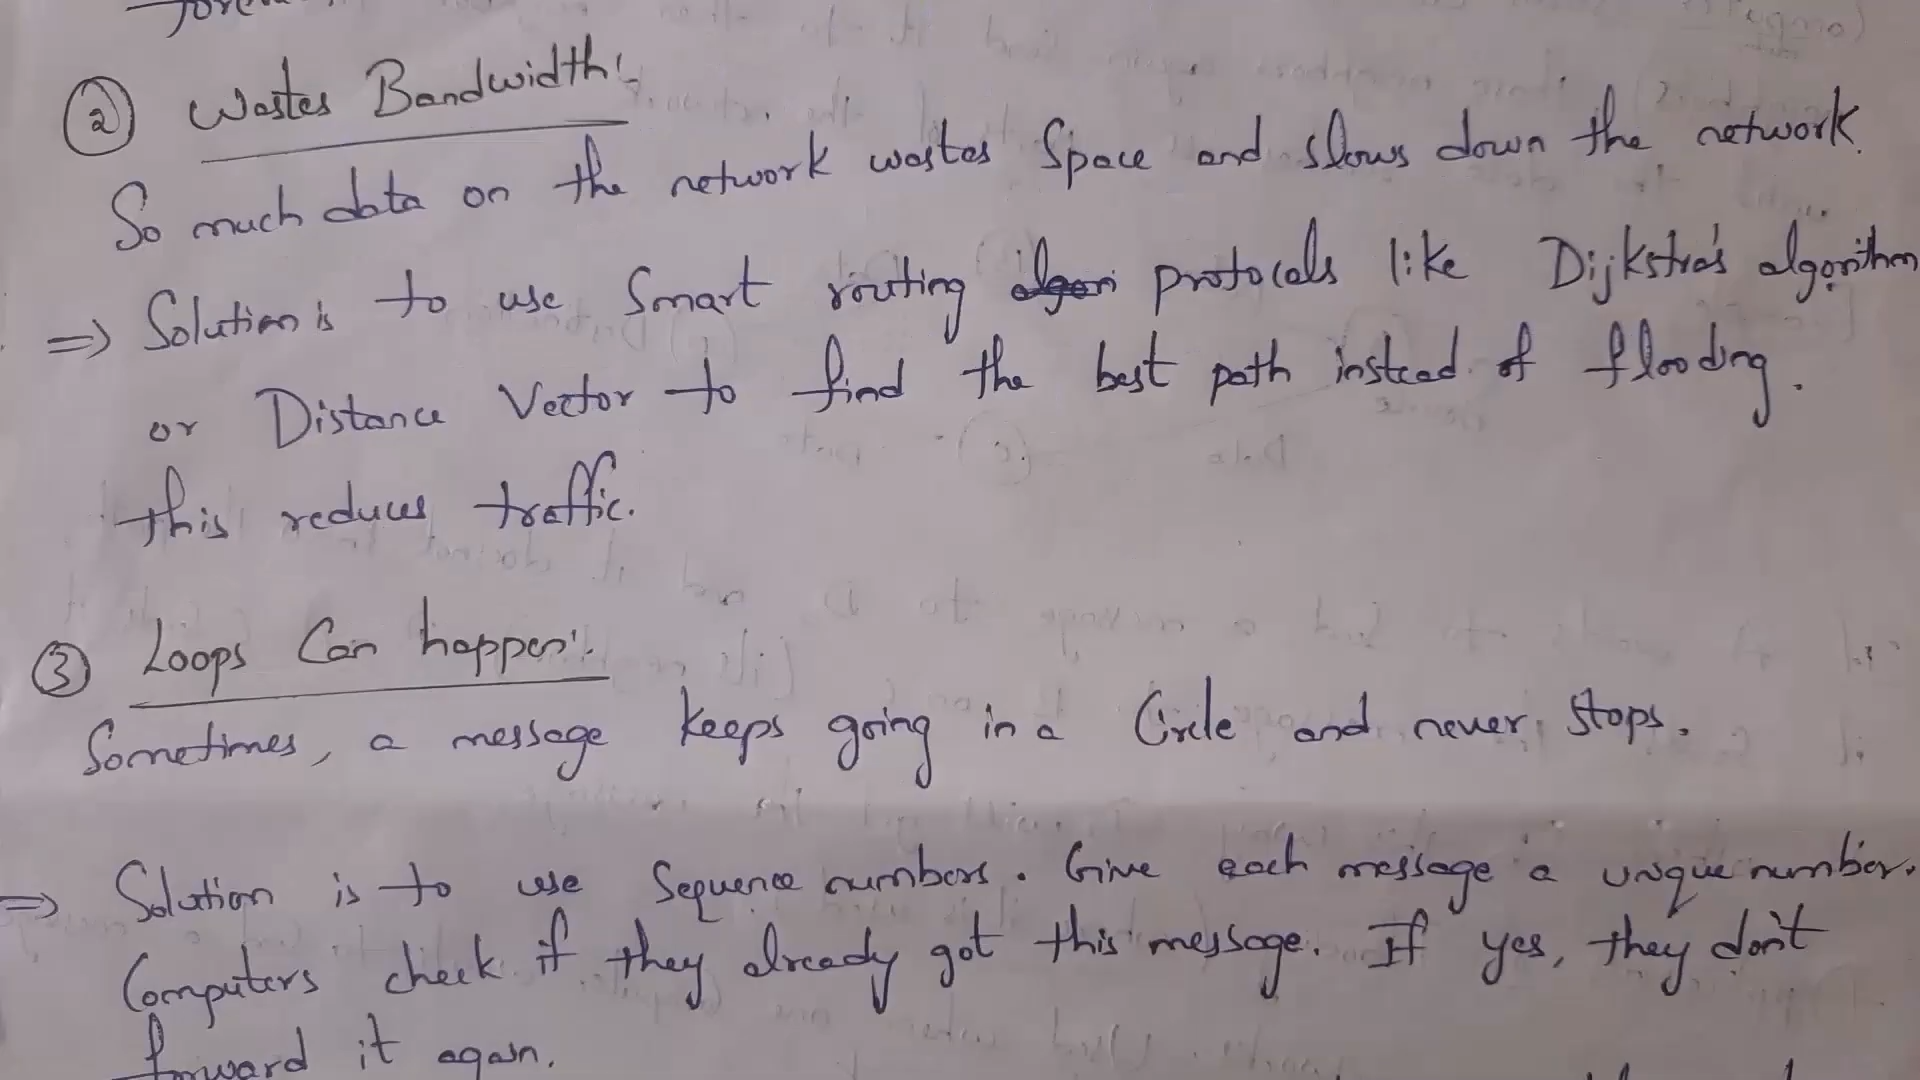 ② Wastes Bandwidth:
So much data on the network wastes Space and slows down the network.
=> Solution is to use Smart routing protocols like Dijkstra's algorithm
or Distance Vector to find the best path instead of flooding.
this reduces traffic.
③ Loops Can happen:
Sometimes, a message keeps going in a Circle and never stops.
=> Solution is to use Sequence numbers. Give each message a unique number.
Computers check if they already got this message. If yes, they don't
forward it again.